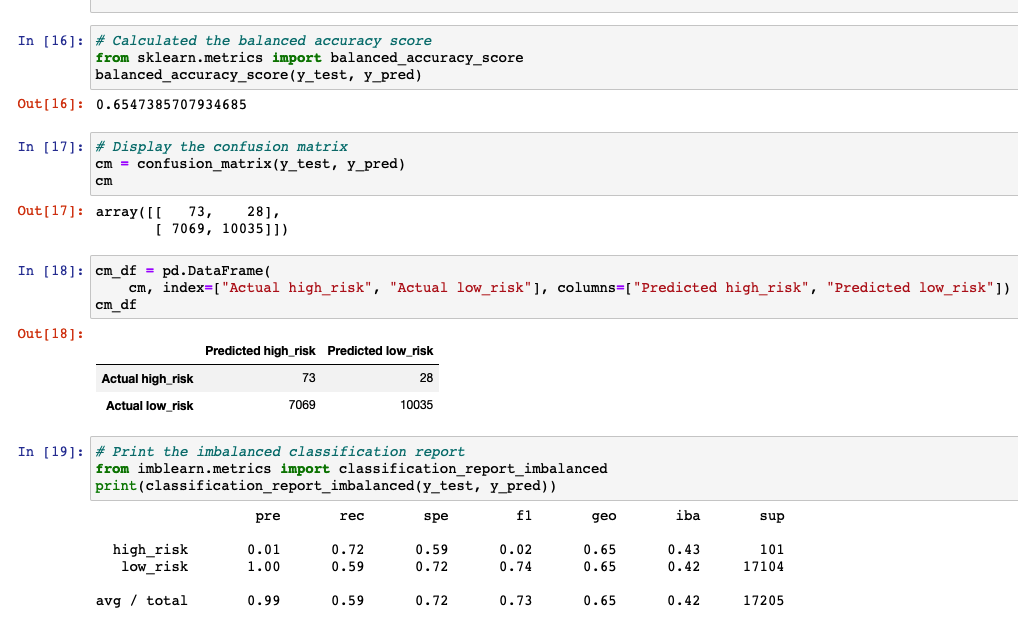 In [16]: # Calculated the balanced accuracy score
from sklearn.metrics import balanced_accuracy_score
balanced_accuracy_score(y_test, y_pred)
Out[16]: 0.6547385707934685
In [17]: # Display the confusion matrix
cm = confusion_matrix(y_test, y_pred)
cm
Out[17]: array([[   73,    28],
       [ 7069, 10035]])
In [18]: cm_df = pd.DataFrame(
    cm, index=["Actual high_risk", "Actual low_risk"], columns=["Predicted high_risk", "Predicted low_risk"])
cm_df
Out[18]:
Predicted high_risk Predicted low_risk
Actual high_risk 73 28
Actual low_risk 7069 10035
In [19]: # Print the imbalanced classification report
from imblearn.metrics import classification_report_imbalanced
print(classification_report_imbalanced(y_test, y_pred))
pre rec spe f1 geo iba sup
high_risk 0.01 0.72 0.59 0.02 0.65 0.43 101
low_risk 1.00 0.59 0.72 0.74 0.65 0.42 17104
avg / total 0.99 0.59 0.72 0.73 0.65 0.42 17205